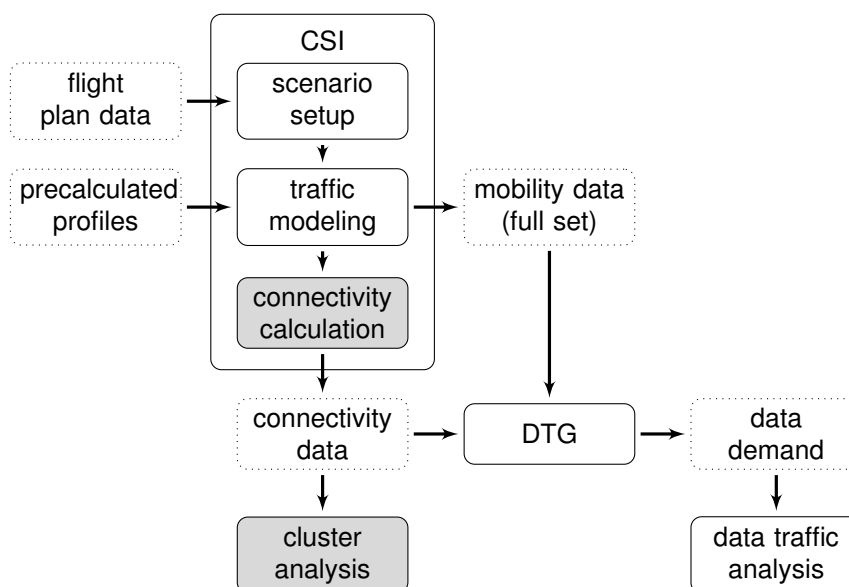 CSI
flight
plan data
scenario
setup
precalculated
profiles
traffic
modeling
mobility data
(full set)
connectivity
calculation
connectivity
data
DTG
data
demand
cluster
analysis
data traffic
analysis